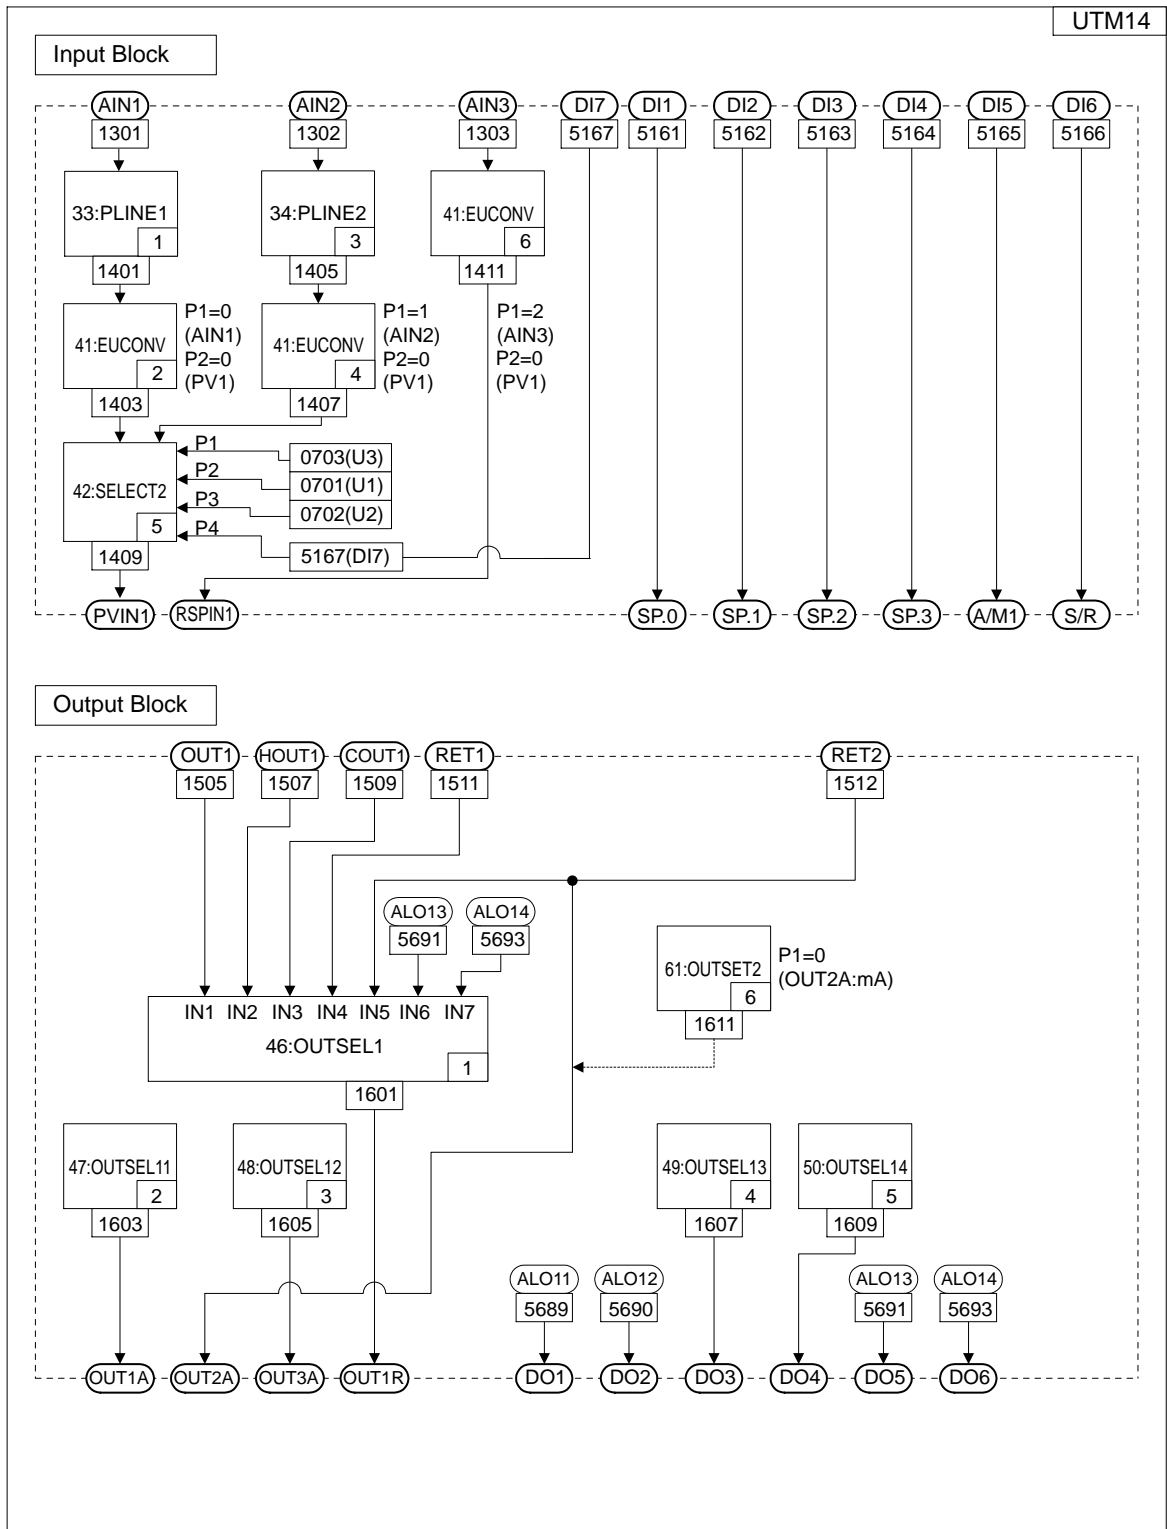 UTM14
Input Block
AIN1 AIN2 AIN3 DI7 DI1 DI2 DI3 DI4 DI5 DI6
1301 1302 1303 5167 5161 5162 5163 5164 5165 5166
33:PLINE1 34:PLINE2 41:EUCONV
1 3 6
1401 1405 1411
P1=0 P1=1 P1=2
(AIN1) (AIN2) (AIN3)
41:EUCONV 41:EUCONV
P2=0 P2=0 P2=0
2 4
(PV1) (PV1) (PV1)
1403 1407
P1 0703(U3)
P2 0701(U1)
42:SELECT2
P3 0702(U2)
5
P4 5167(DI7)
1409
PVIN1 RSPIN1 SP.0 SP.1 SP.2 SP.3 A/M1 S/R
Output Block
OUT1 HOUT1 COUT1 RET1 RET2
1505 1507 1509 1511 1512
ALO13 ALO14
5691 5693
P1=0
61:OUTSET2
(OUT2A:mA)
6
IN1 IN2 IN3 IN4 IN5 IN6 IN7
1611
46:OUTSEL1
1
1601
47:OUTSEL11 48:OUTSEL12 49:OUTSEL13 50:OUTSEL14
2 3 4 5
1603 1605 1607 1609
ALO11 ALO12 ALO13 ALO14
5689 5690 5691 5693
OUT1A OUT2A OUT3A OUT1R DO1 DO2 DO3 DO4 DO5 DO6